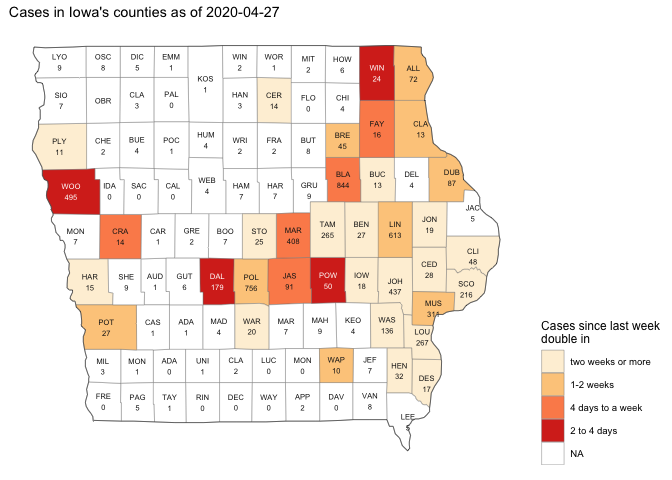 Cases in Iowa's counties as of 2020-04-27
LYO OSC DIC EMM WIN WOR MIT HOW WIN ALL
9 8 5 1 2 1 2 6 24 72
KOS
1
SIO OBR CLA PAL HAN CER FLO CHI
7 3 0 3 14 0 4
FAY CLA
16 13
PLY CHE BUE POC HUM WRI FRA BUT BRE
11 2 4 1 4 2 2 8 45
WOO IDA SAC CAL WEB HAM HAR GRU BLA BUC DEL DUB
495 0 0 0 4 7 7 9 844 13 4 87
JAC
5
MON CRA CAR GRE BOO STO MAR TAM BEN LIN JON
7 14 1 2 7 25 408 265 27 613 19
CLI
48
HAR SHE AUD GUT DAL POL JAS POW IOW JOH CED
15 9 1 6 179 756 91 50 18 437 28
SCO
216
MUS
311
POT CAS ADA MAD WAR MAR MAH KEO WAS LOU
27 1 1 4 20 7 9 4 136 267
MIL MON ADA UNI CLA LUC MON WAP JEF HEN DES
3 1 0 1 2 0 0 10 7 32 17
FRE PAG TAY RIN DEC WAY APP DAV VAN
0 5 1 0 0 0 2 0 8
LEE
5
Cases since last week
double in
two weeks or more
1-2 weeks
4 days to a week
2 to 4 days
NA